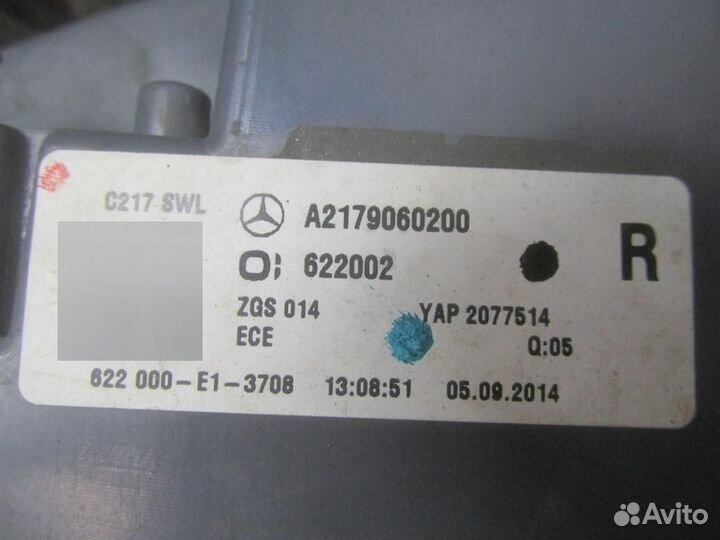 C217 SWL
A2179060200
R
622002
ZGS 014
YAP 2077514
ECE
Q:05
622 000-E1-3708 13:08:51 05.09.2014
Avito